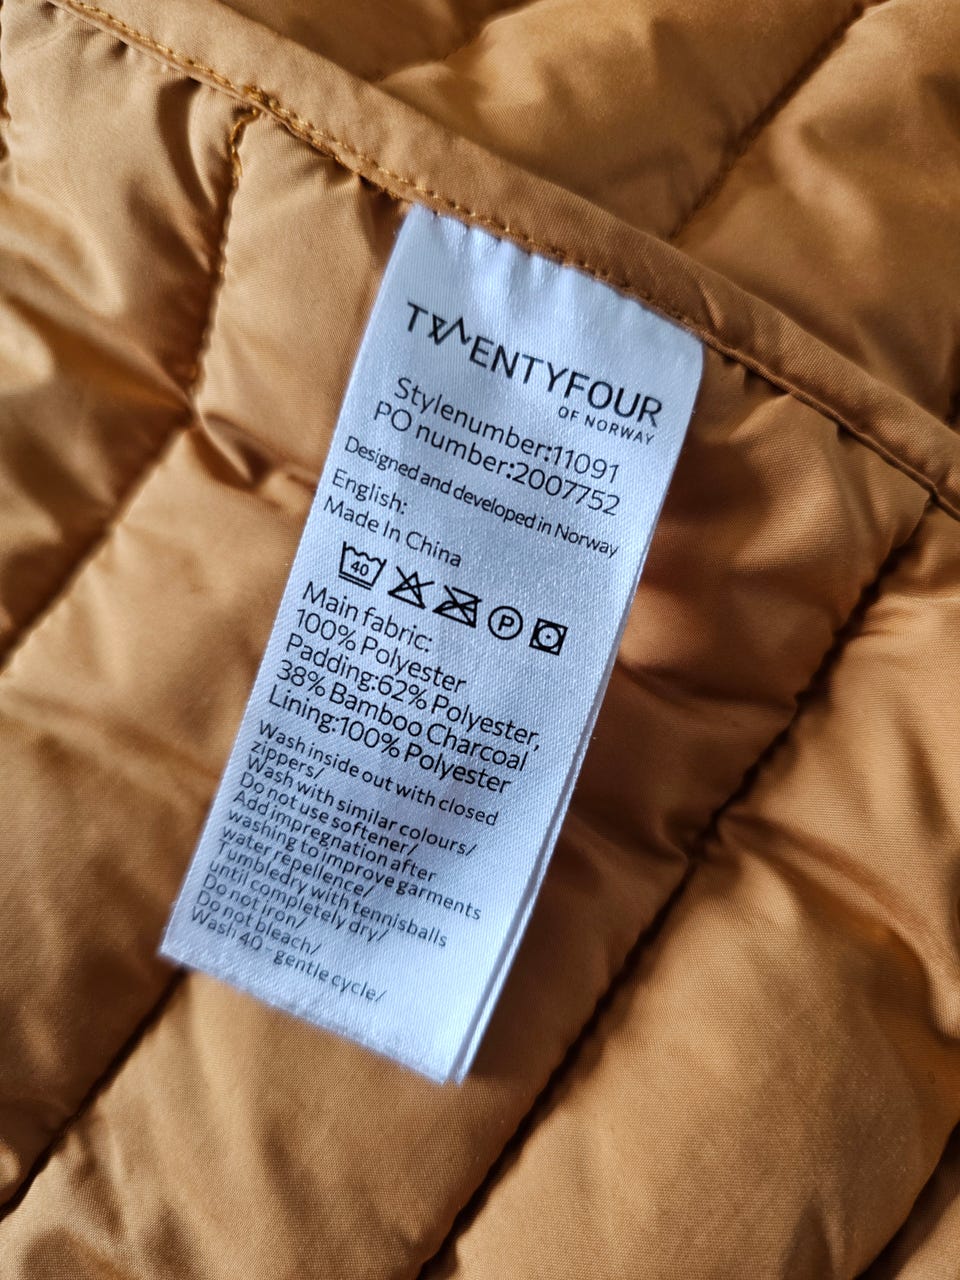 TWENTYFOUR
OF NORWAY
Stylenumber:11091
PO number:2007752
Designed and developed in Norway
English:
Made In China
40 P
Main fabric:
100% Polyester
Padding:62% Polyester,
38% Bamboo Charcoal
Lining:100% Polyester
Wash inside out with closed
zippers/
Wash with similar colours/
Do not use softener/
Add impregnation after
washing to improve garments
water repellence/
Tumbledry with tennisballs
until completely dry/
Do not iron/
Do not bleach/
Wash 40° gentle cycle/